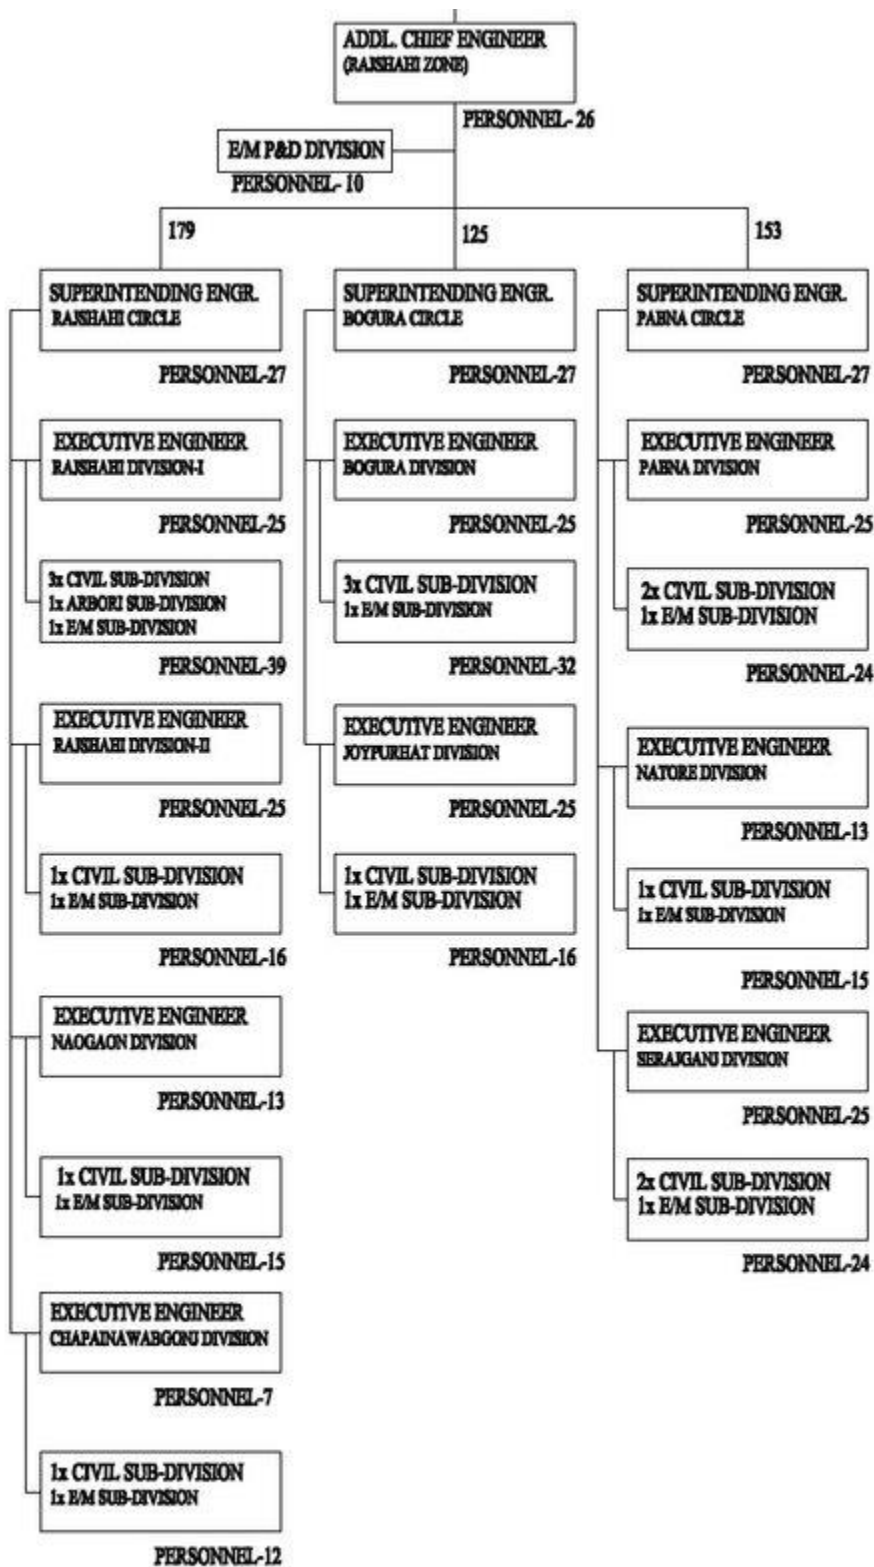 ADDL. CHIEF ENGINEER
(RAJSHAHI ZONE)
PERSONNEL- 26
E/M P&D DIVISION
PERSONNEL- 10
179
125
153
SUPERINTENDING ENGR.
RAJSHAHI CIRCLE
PERSONNEL-27
EXECUTIVE ENGINEER
RAJSHAHI DIVISION-I
PERSONNEL-25
3x CIVIL SUB-DIVISION
1x ARBORI SUB-DIVISION
1x E/M SUB-DIVISION
PERSONNEL-39
EXECUTIVE ENGINEER
RAJSHAHI DIVISION-II
PERSONNEL-25
1x CIVIL SUB-DIVISION
1x E/M SUB-DIVISION
PERSONNEL-16
EXECUTIVE ENGINEER
NAOGAON DIVISION
PERSONNEL-13
1x CIVIL SUB-DIVISION
1x E/M SUB-DIVISION
PERSONNEL-15
EXECUTIVE ENGINEER
CHAPAINAWABGONJ DIVISION
PERSONNEL-7
1x CIVIL SUB-DIVISION
1x E/M SUB-DIVISION
PERSONNEL-12
SUPERINTENDING ENGR.
BOGURA CIRCLE
PERSONNEL-27
EXECUTIVE ENGINEER
BOGURA DIVISION
PERSONNEL-25
3x CIVIL SUB-DIVISION
1x E/M SUB-DIVISION
PERSONNEL-32
EXECUTIVE ENGINEER
JOYPURHAT DIVISION
PERSONNEL-25
1x CIVIL SUB-DIVISION
1x E/M SUB-DIVISION
PERSONNEL-16
SUPERINTENDING ENGR.
PABNA CIRCLE
PERSONNEL-27
EXECUTIVE ENGINEER
PABNA DIVISION
PERSONNEL-25
2x CIVIL SUB-DIVISION
1x E/M SUB-DIVISION
PERSONNEL-24
EXECUTIVE ENGINEER
NATORE DIVISION
PERSONNEL-13
1x CIVIL SUB-DIVISION
1x E/M SUB-DIVISION
PERSONNEL-15
EXECUTIVE ENGINEER
SERAJGANJ DIVISION
PERSONNEL-25
2x CIVIL SUB-DIVISION
1x E/M SUB-DIVISION
PERSONNEL-24